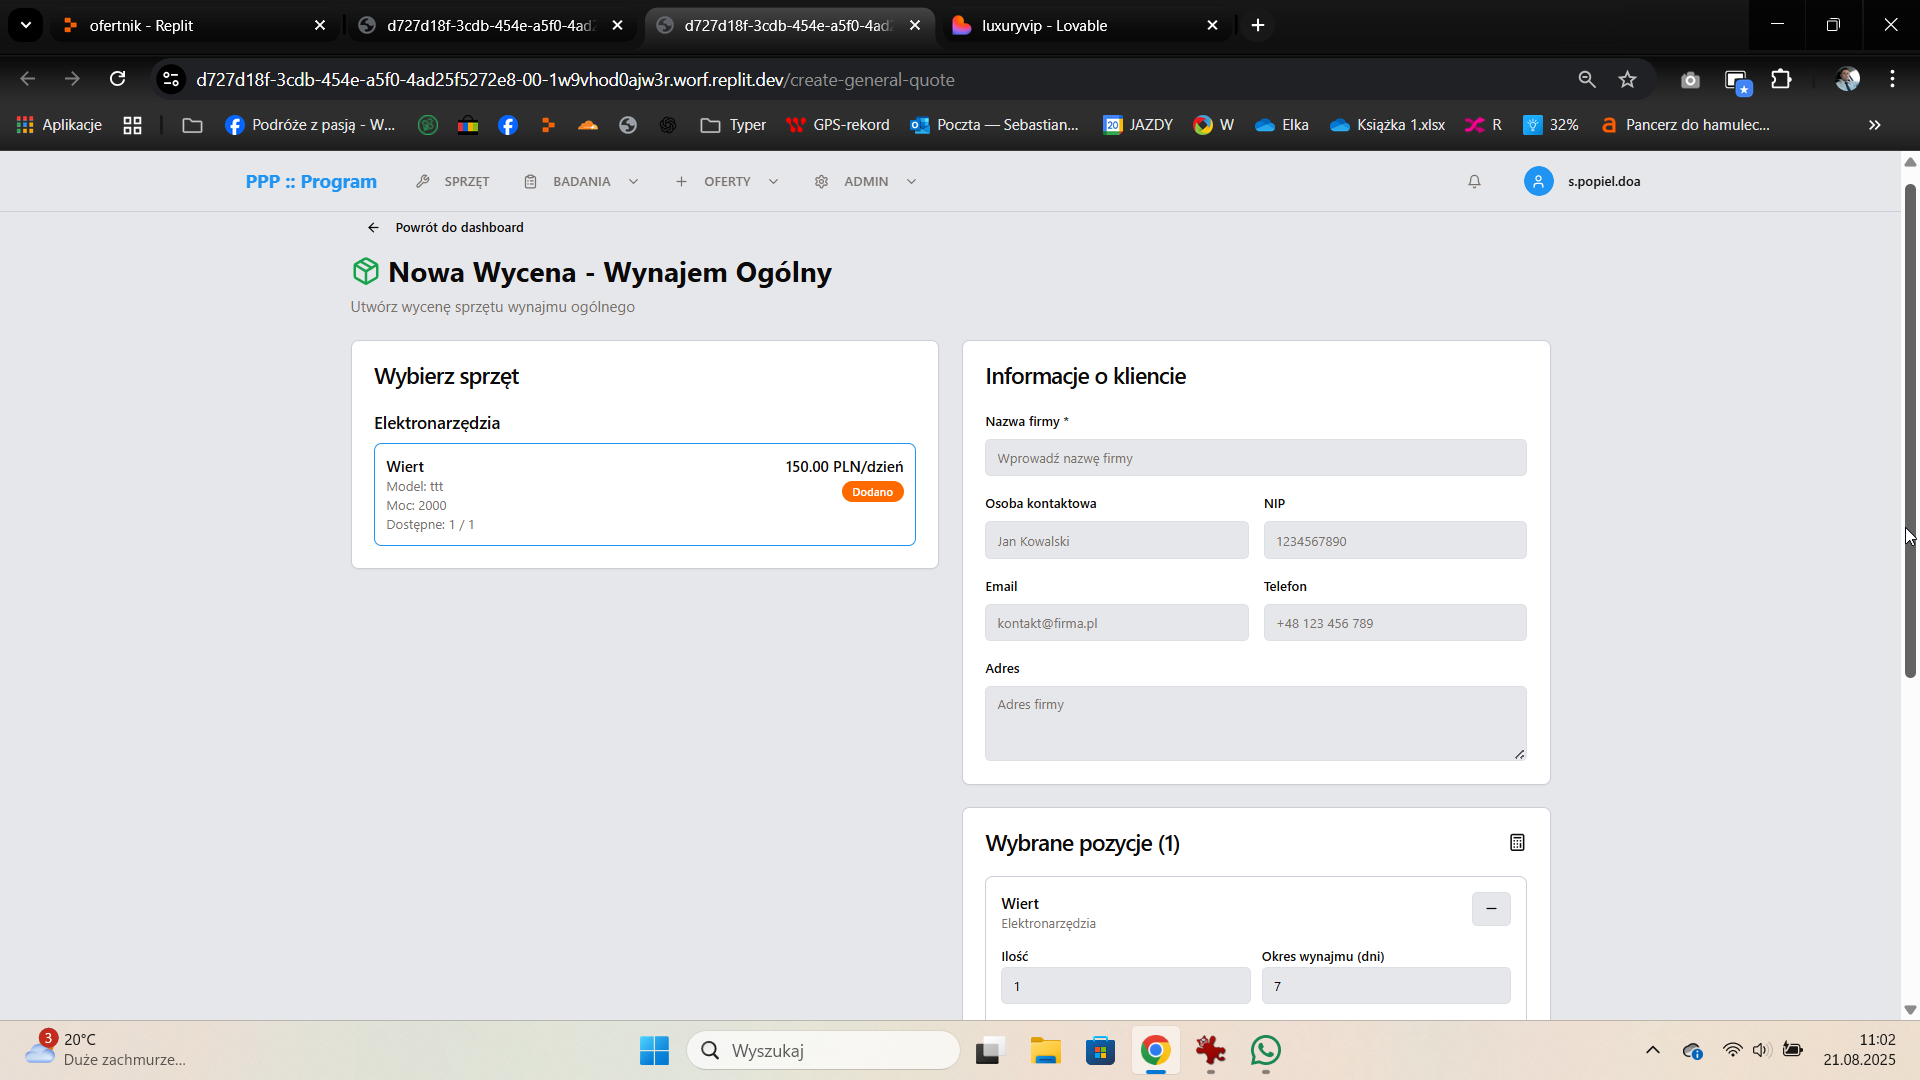 ofertnik - Replit
d727d18f-3cdb-454e-a5f0-4ad2
d727d18f-3cdb-454e-a5f0-4ad2
luxuryvip - Lovable
d727d18f-3cdb-454e-a5f0-4ad25f5272e8-00-1w9vhod0ajw3r.worf.replit.dev/create-general-quote
Aplikacje
Podróże z pasją - W...
Typer
GPS-rekord
Poczta — Sebastian...
20 JAZDY
W
Elka
Książka 1.xlsx
R
32%
Pancerz do hamulec...
PPP :: Program
SPRZĘT
BADANIA
OFERTY
ADMIN
s.popiel.doa
Powrót do dashboard
Nowa Wycena - Wynajem Ogólny
Utwórz wycenę sprzętu wynajmu ogólnego
Wybierz sprzęt
Elektronarzędzia
Wiert
150.00 PLN/dzień
Model: ttt
Dodano
Moc: 2000
Dostępne: 1 / 1
Informacje o kliencie
Nazwa firmy *
Wprowadź nazwę firmy
Osoba kontaktowa
NIP
Jan Kowalski
1234567890
Email
Telefon
kontakt@firma.pl
+48 123 456 789
Adres
Adres firmy
Wybrane pozycje (1)
Wiert
Elektronarzędzia
Ilość
Okres wynajmu (dni)
1
7
3
20°C
Duże zachmurze...
Wyszukaj
11:02
21.08.2025